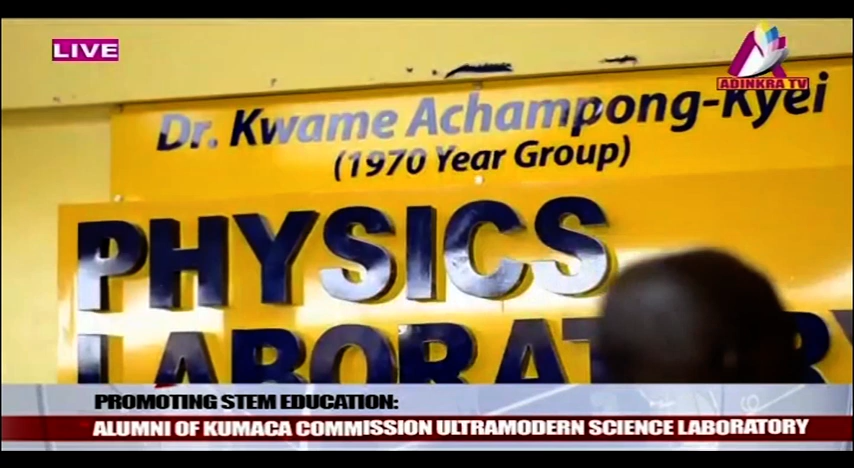 LIVE
ADINKRA TV
Dr. Kwame Achampong-Kyei
(1970 Year Group)
PHYSICS
LABORATORY
PROMOTING STEM EDUCATION:
ALUMNI OF KUMACA COMMISSION ULTRAMODERN SCIENCE LABORATORY